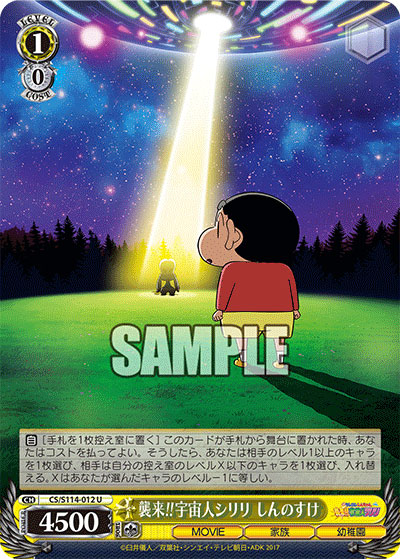 LEVEL
1
0
COST
SAMPLE
自【[手札を1枚控え室に置く] このカードが手札から舞台に置かれた時、あな
たはコストを払ってよい。そうしたら、あなたは相手のレベル1以上のキャラ
を1枚選び、相手は自分の控え室のレベルX以下のキャラを1枚選び、入れ替
える。Xはあなたが選んだキャラのレベル-1に等しい。
CH
CS/S114-012 U
襲来!!宇宙人シリリ しんのすけ
4500
MOVIE
家族
幼稚園
©臼井儀人/双葉社・シンエイ・テレビ朝日・ADK 2017